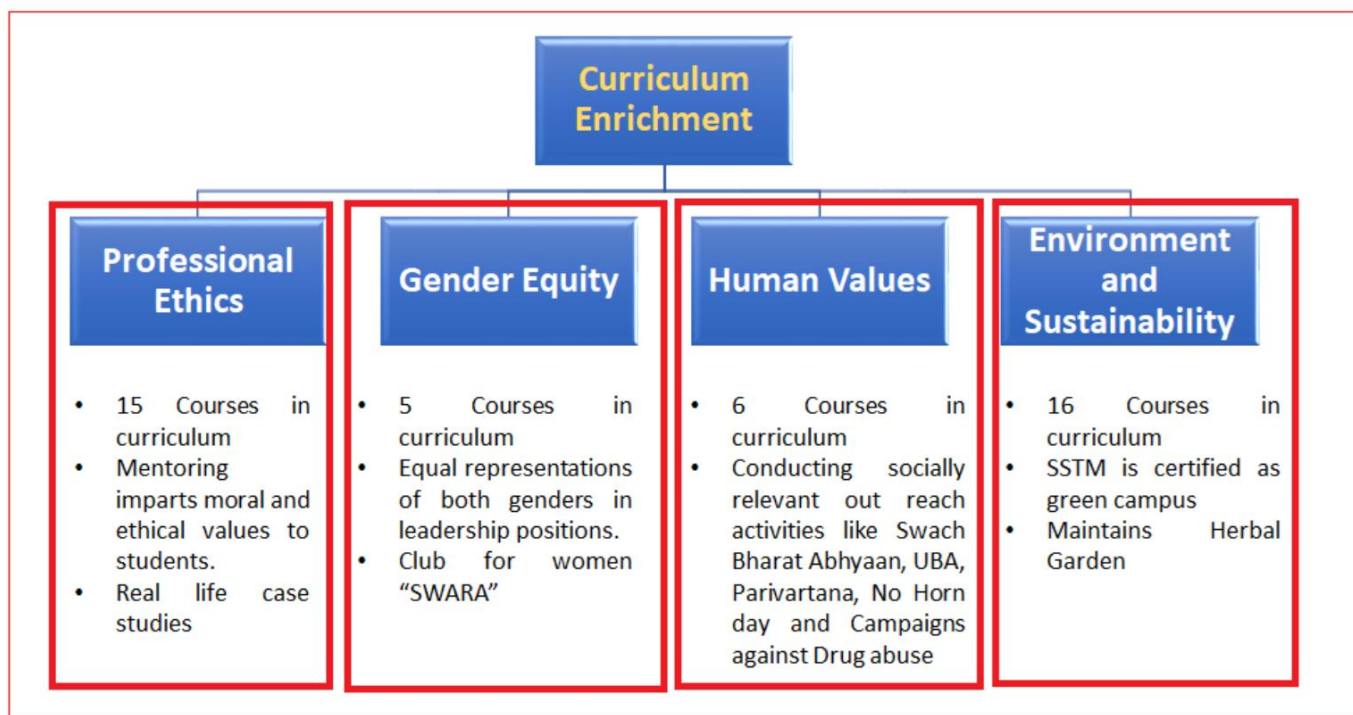 Curriculum
Enrichment
Professional
Ethics
• 15 Courses in
curriculum
• Mentoring
imparts moral and
ethical values to
students.
• Real life case
studies
Gender Equity
• 5 Courses in
curriculum
• Equal representations
of both genders in
leadership positions.
• Club for women
“SWARA”
Human Values
• 6 Courses in
curriculum
• Conducting socially
relevant out reach
activities like Swach
Bharat Abhyaan, UBA,
Parivartana, No Horn
day and Campaigns
against Drug abuse
Environment
and
Sustainability
• 16 Courses in
curriculum
• SSTM is certified as
green campus
• Maintains Herbal
Garden